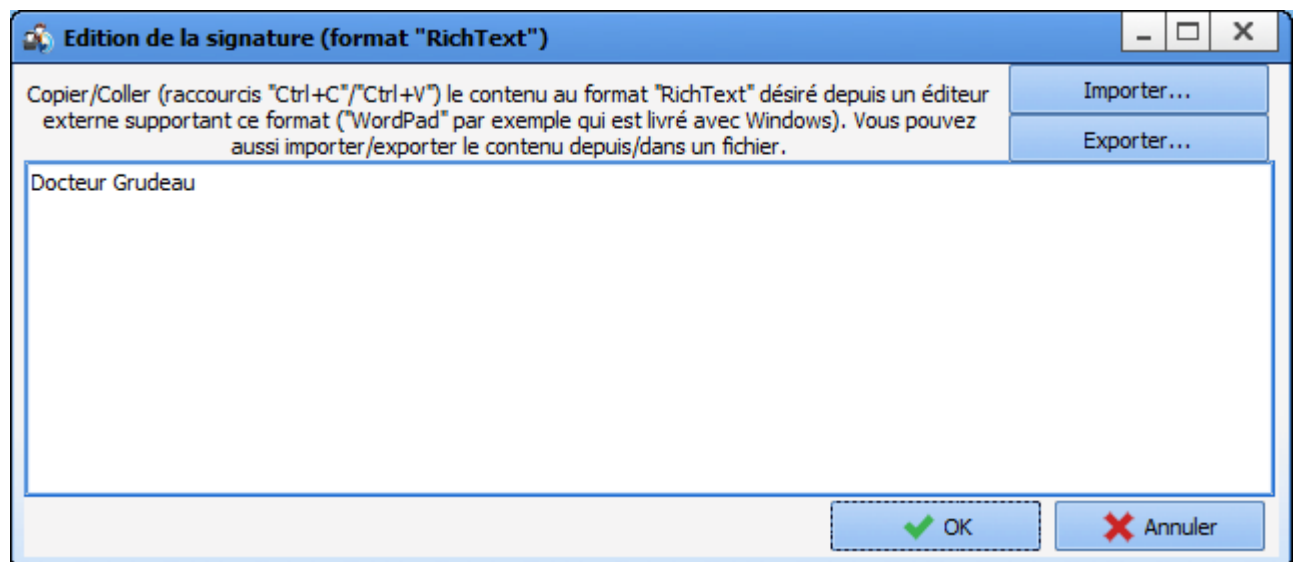 Edition de la signature (format "RichText")
Copier/Coller (raccourcis "Ctrl+C"/"Ctrl+V") le contenu au format "RichText" désiré depuis un éditeur
externe supportant ce format ("WordPad" par exemple qui est livré avec Windows). Vous pouvez
aussi importer/exporter le contenu depuis/dans un fichier.
Importer...
Exporter...
Docteur Grudeau
OK
Annuler